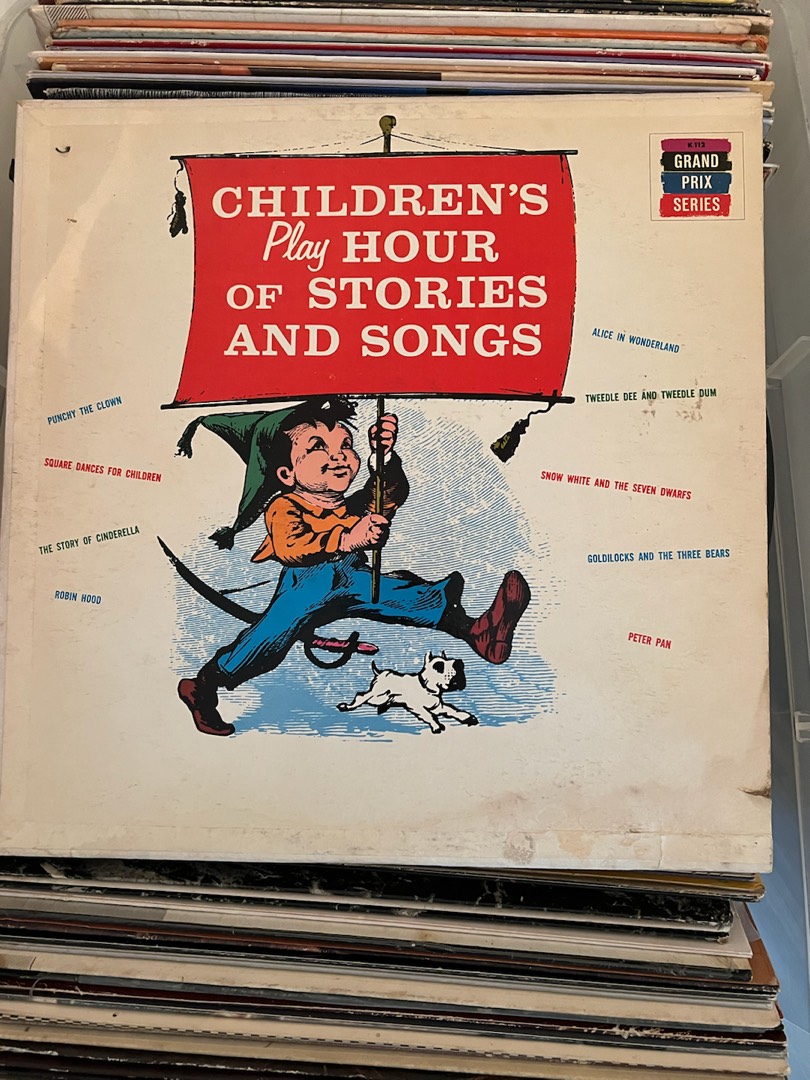 K 113
GRAND
PRIX
SERIES
CHILDREN'S
Play HOUR
OF STORIES
AND SONGS
ALICE IN WONDERLAND
TWEEDLE DEE AND TWEEDLE DUM
PUNCHY THE CLOWN
SQUARE DANCES FOR CHILDREN
SNOW WHITE AND THE SEVEN DWARFS
THE STORY OF CINDERELLA
GOLDILOCKS AND THE THREE BEARS
ROBIN HOOD
PETER PAN